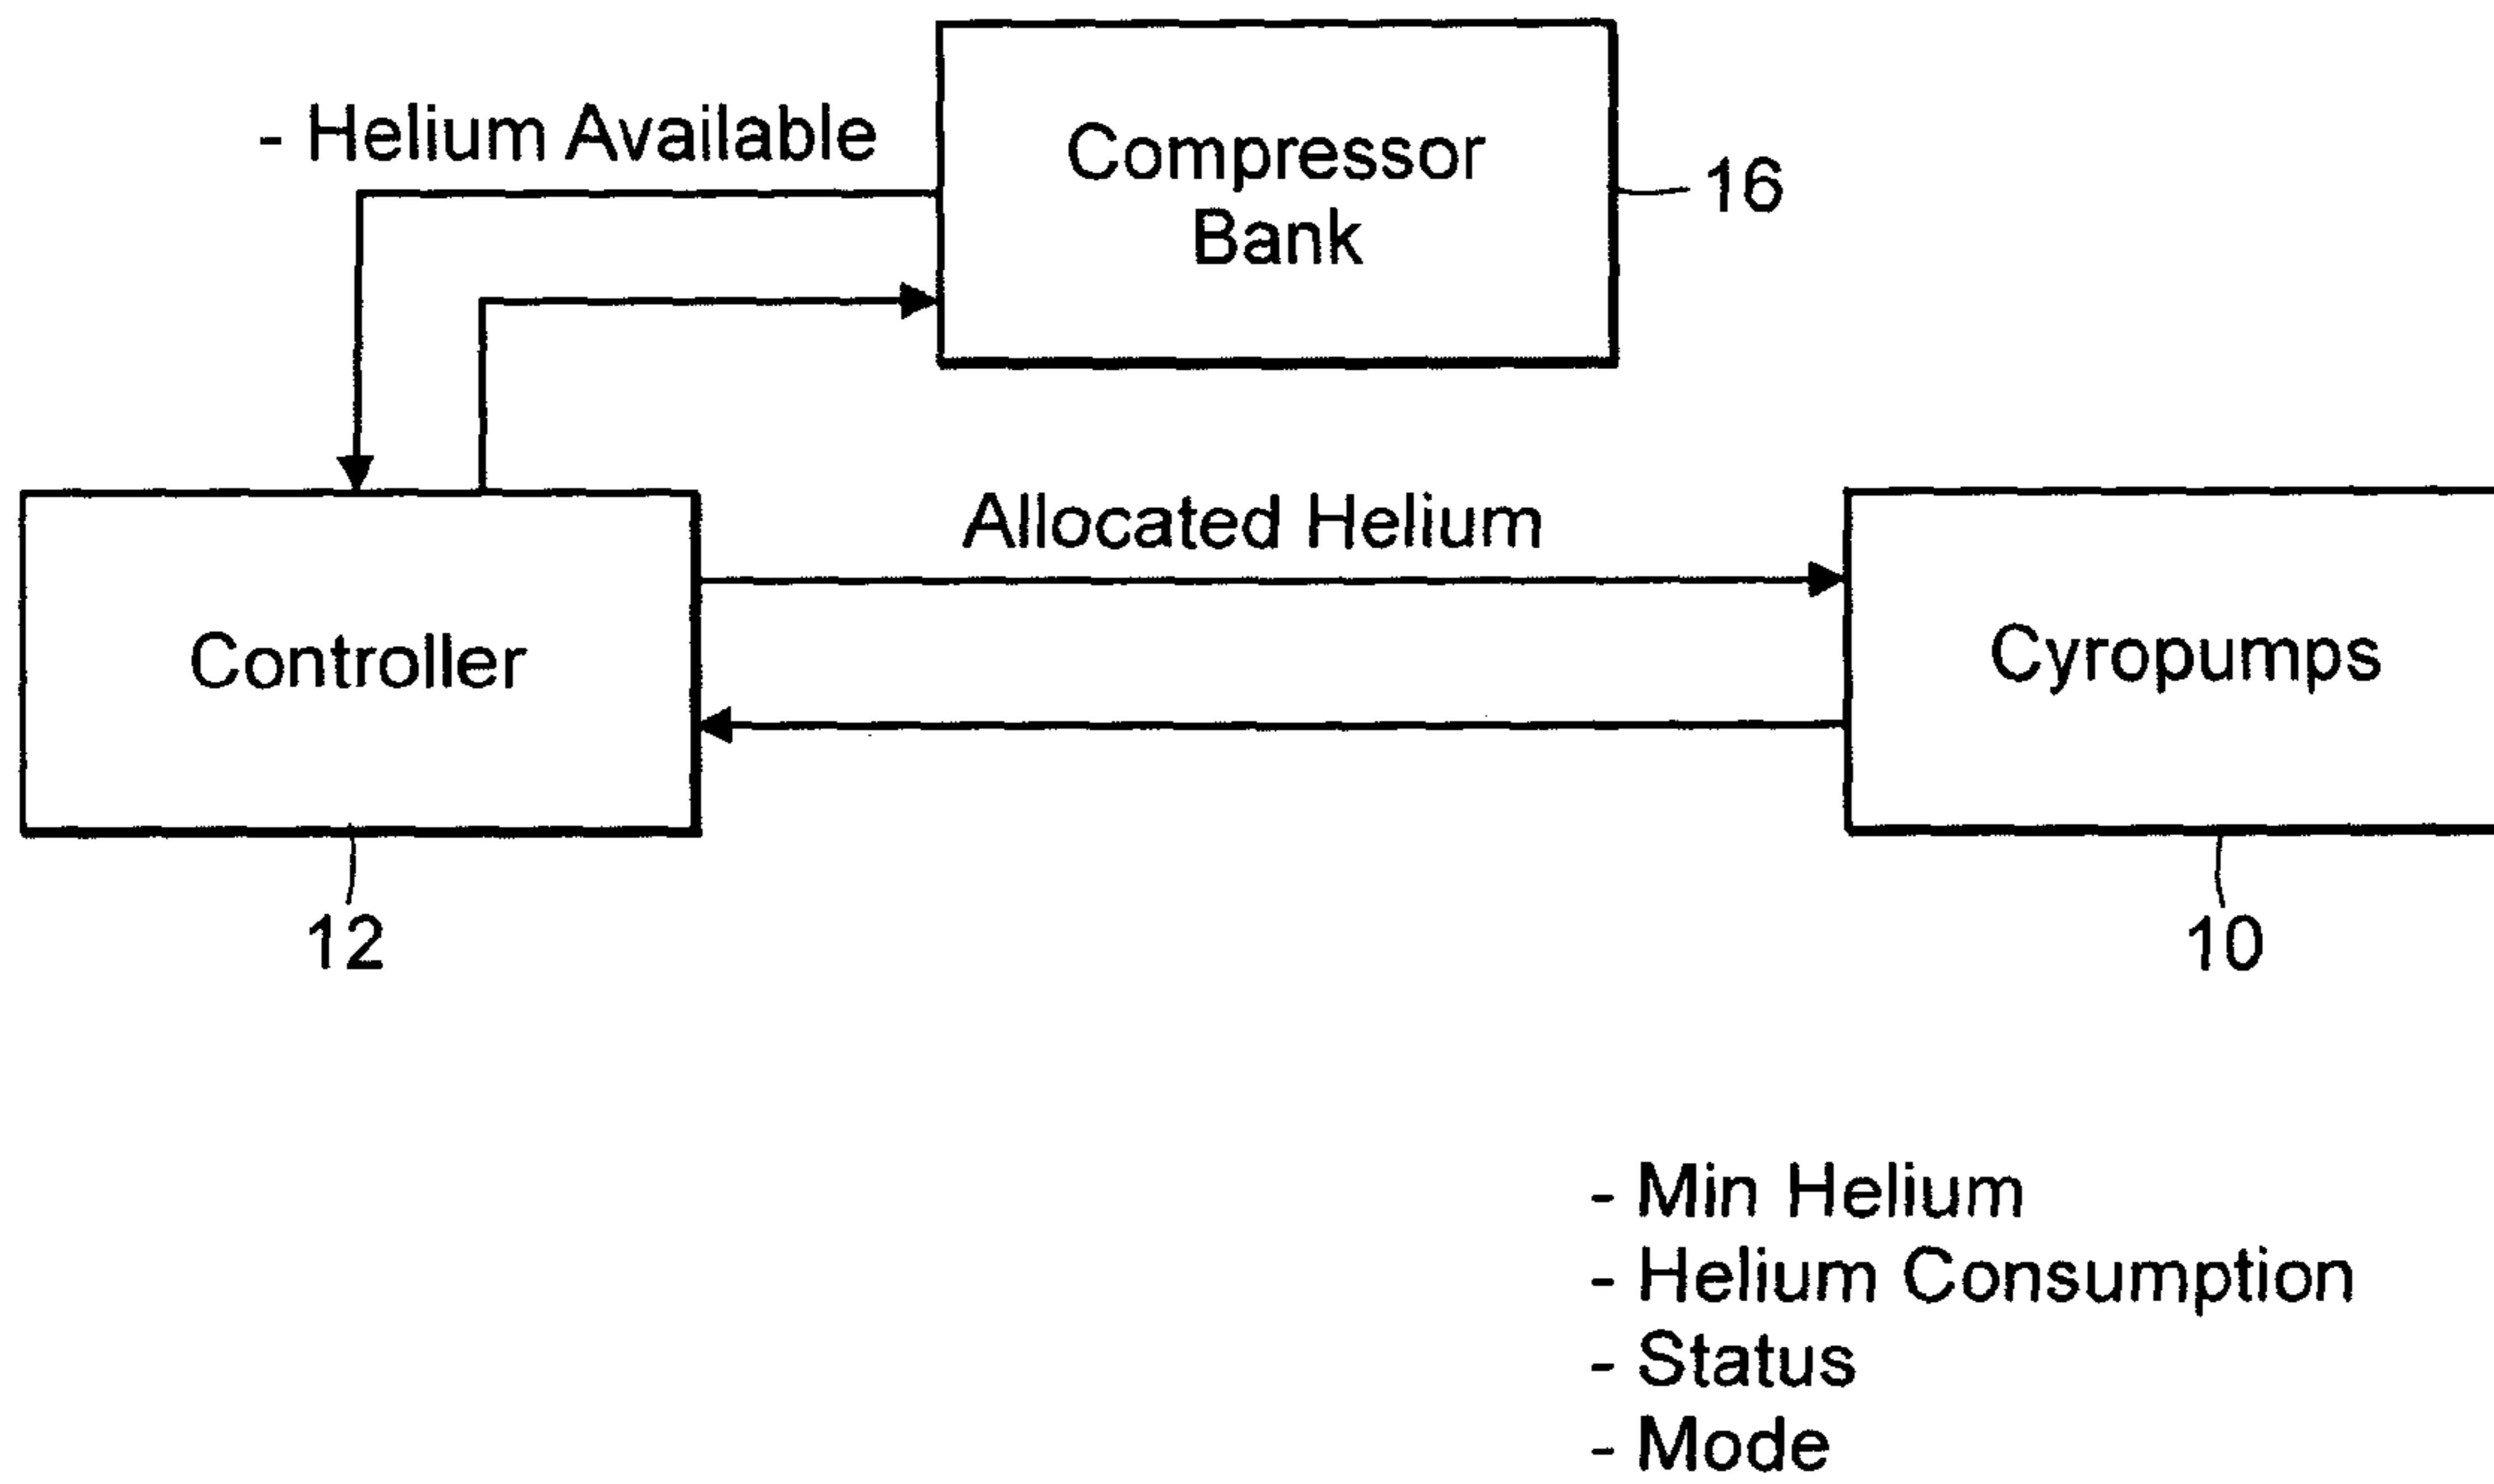 Compressor
Bank
16
- Helium Available
Allocated Helium
Controller
Cyropumps
12
10
- Min Helium
- Helium Consumption
- Status
- Mode